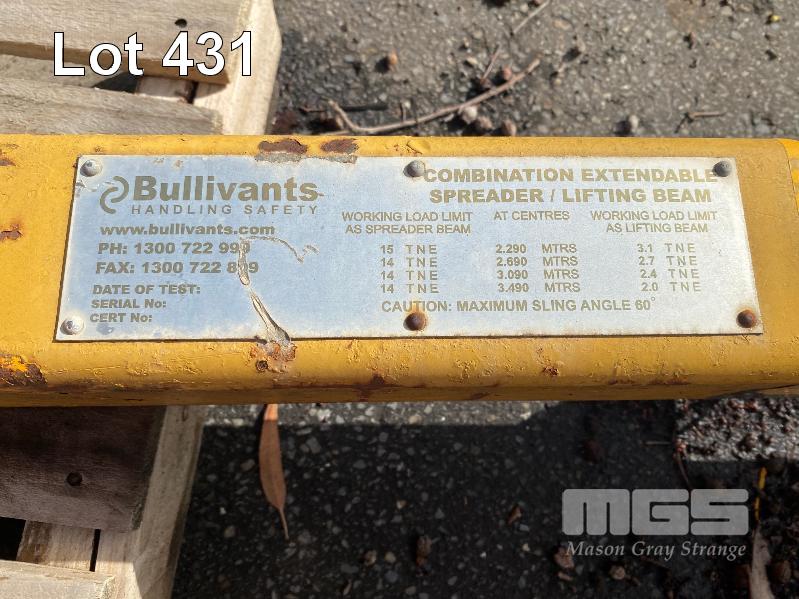 Lot 431
Bullivants
HANDLING SAFETY
www.bullivants.com
PH: 1300 722 99
FAX: 1300 722 899
DATE OF TEST:
SERIAL No:
CERT No:
COMBINATION EXTENDABLE
SPREADER / LIFTING BEAM
WORKING LOAD LIMIT AT CENTRES WORKING LOAD LIMIT
AS SPREADER BEAM AS LIFTING BEAM
15 TNE 2.290 MTRS 3.1 TNE
14 TNE 2.690 MTRS 2.7 TNE
14 TNE 3.090 MTRS 2.4 TNE
14 TNE 3.490 MTRS 2.0 TNE
CAUTION: MAXIMUM SLING ANGLE 60°
MGS
Mason Gray Strange